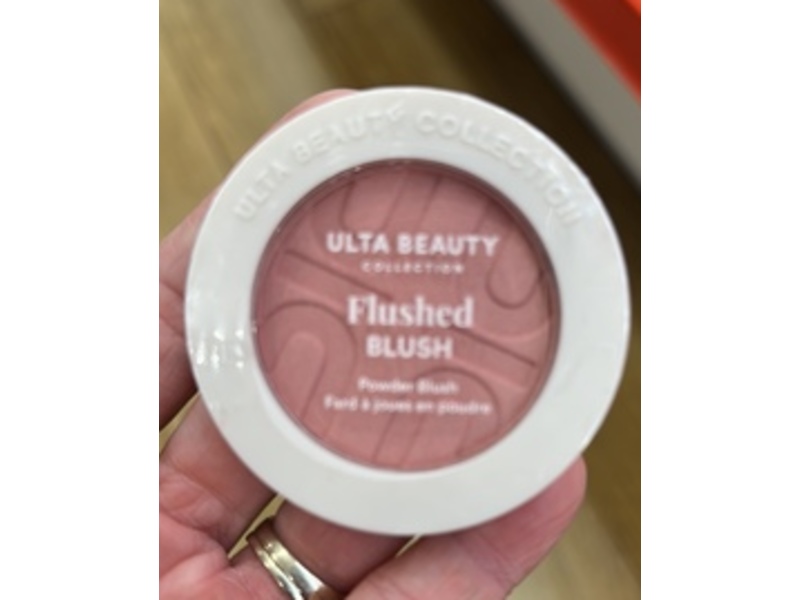 ULTA BEAUTY COLLECTION
ULTA BEAUTY
COLLECTION
Flushed
BLUSH
Powder Blush
Fard à joues en poudre